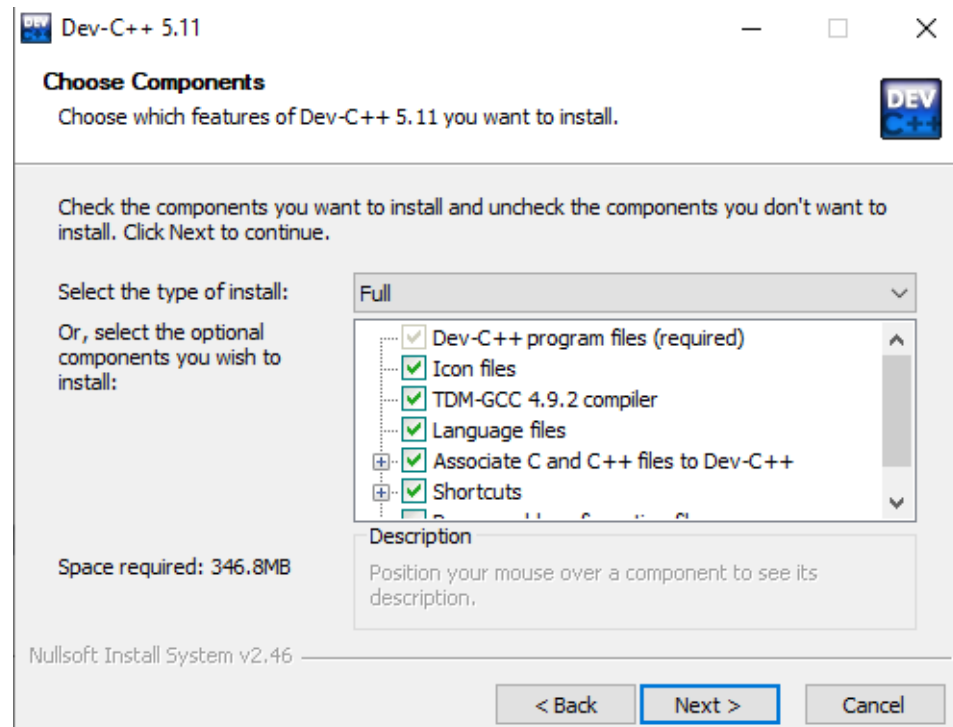 DEV C++ Dev-C++ 5.11
Choose Components
Choose which features of Dev-C++ 5.11 you want to install.
DEV
C++
Check the components you want to install and uncheck the components you don't want to
install. Click Next to continue.
Select the type of install:
Full
Or, select the optional
components you wish to
install:
Dev-C++ program files (required)
Icon files
TDM-GCC 4.9.2 compiler
Language files
Associate C and C++ files to Dev-C++
Shortcuts
Space required: 346.8MB
Description
Position your mouse over a component to see its
description.
Nullsoft Install System v2.46
< Back
Next >
Cancel